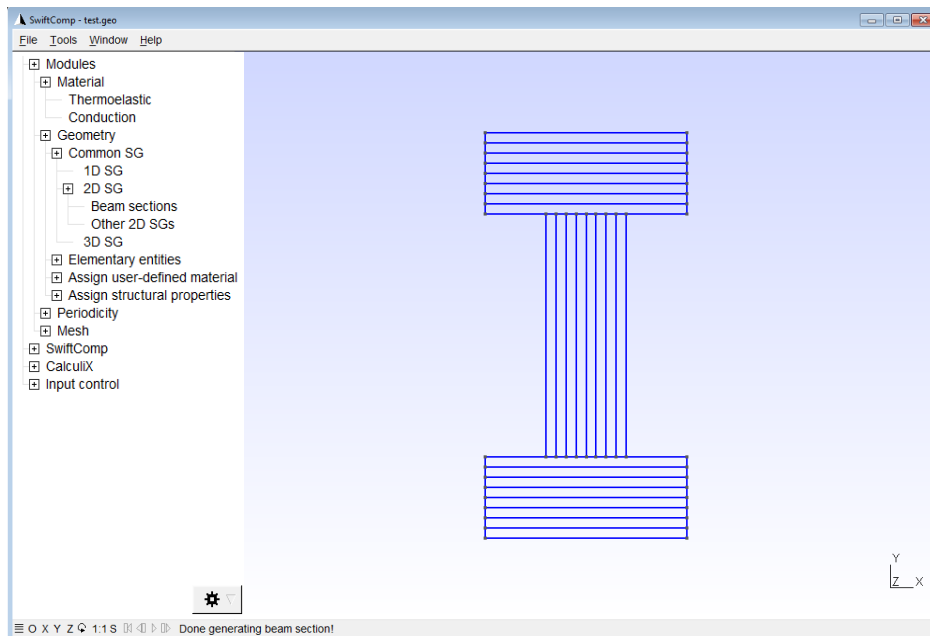 SwiftComp - test.geo
File Tools Window Help
Modules
Material
Thermoelastic
Conduction
Geometry
Common SG
1D SG
2D SG
Beam sections
Other 2D SGs
3D SG
Elementary entities
Assign user-defined material
Assign structural properties
Periodicity
Mesh
SwiftComp
CalculiX
Input control
Y
Z X
O X Y Z 1:1 S Done generating beam section!